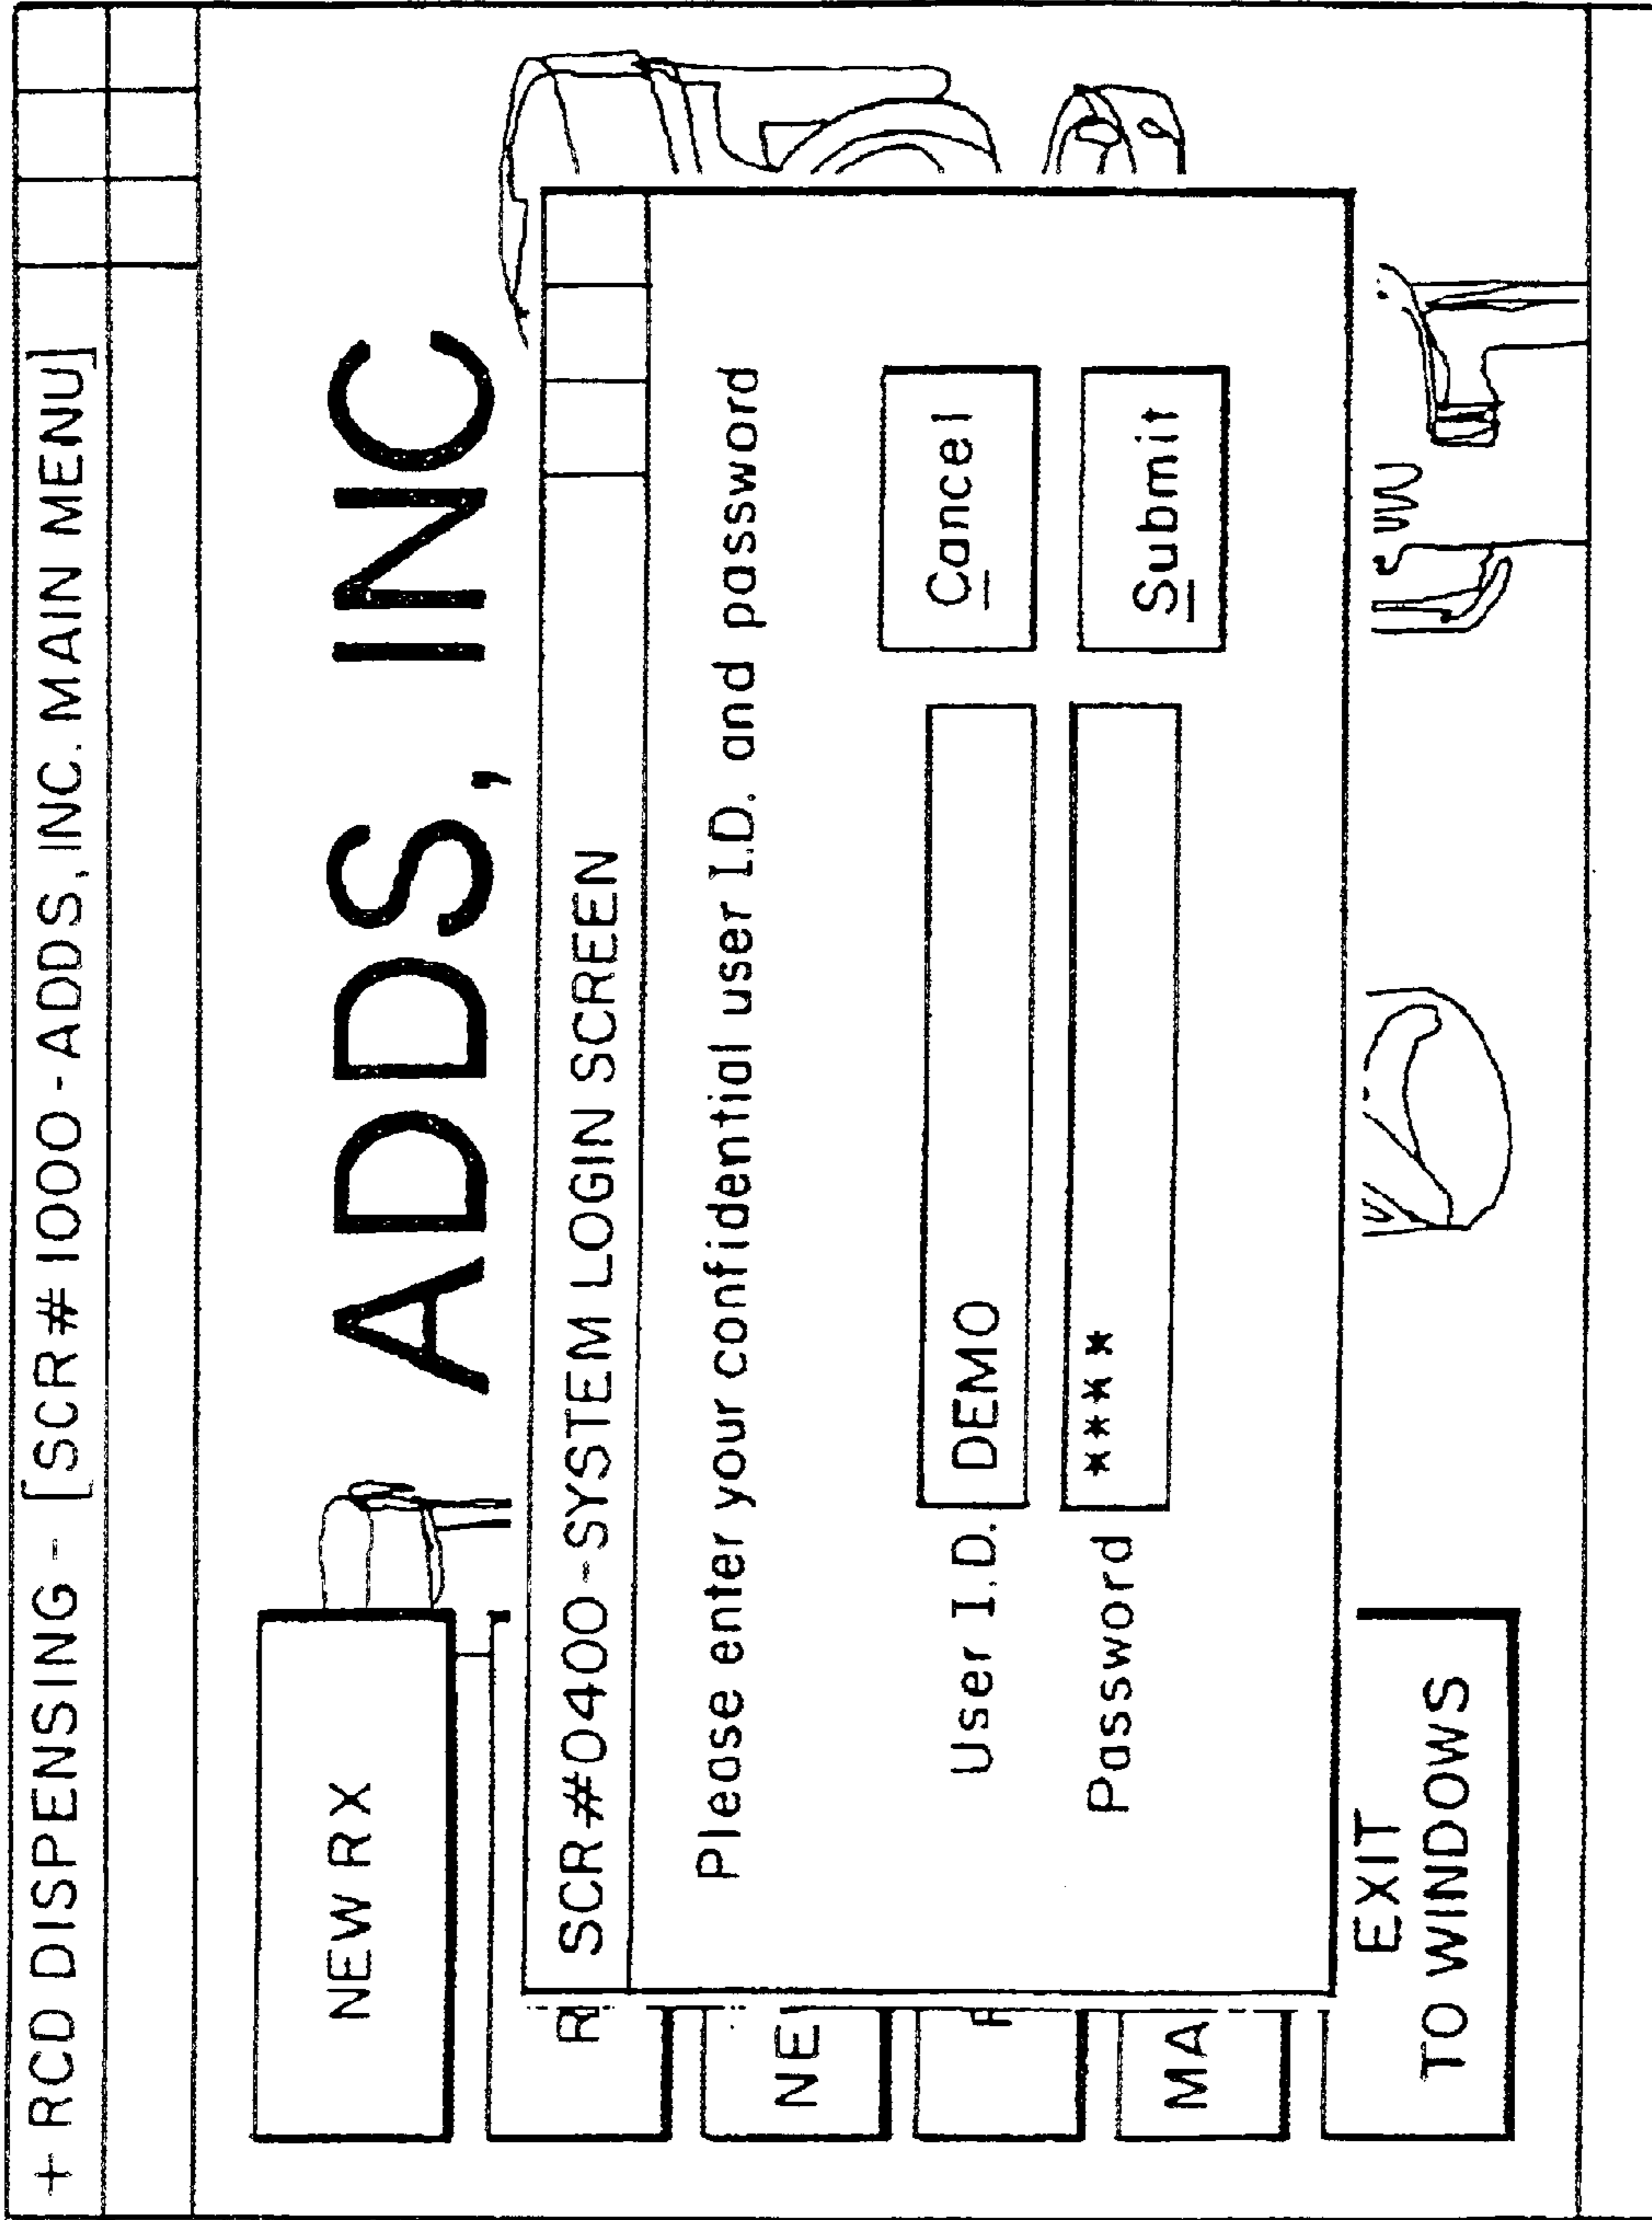 + RCD DISPENSING - [SCR # 1000 - ADDS, INC. MAIN MENU]
ADDS, INC
NEW RX
R
NE
MA
EXIT
TO WINDOWS
SCR#0400-SYSTEM LOGIN SCREEN
Please enter your confidential user I.D. and password
User I.D. DEMO
Cancel
Password ****
Submit